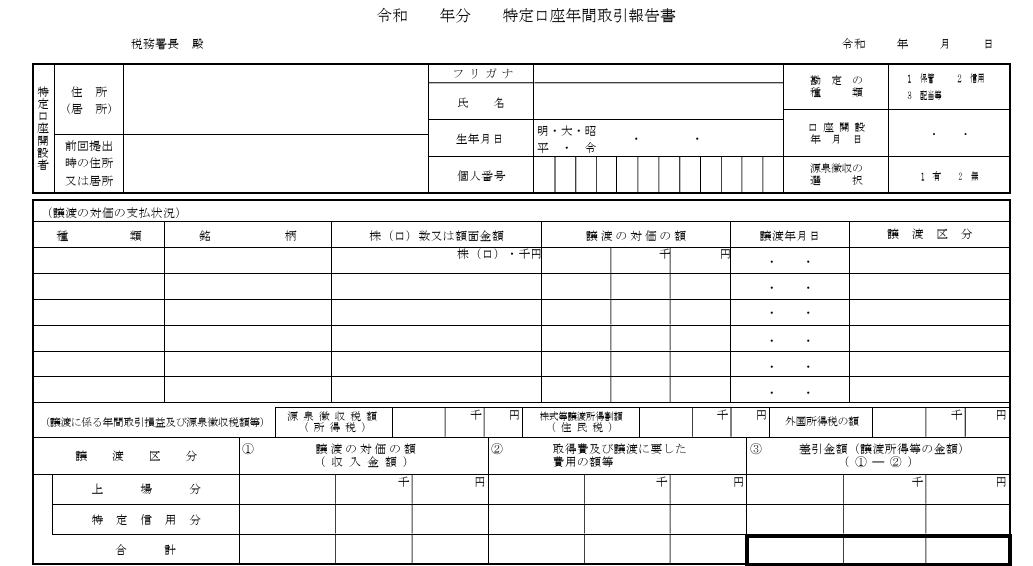 令和　　年分　　特定口座年間取引報告書
税務署長　殿
令和　　年　　月　　日
特定口座開設者
住　所
（居　所）
前回提出
時の住所
又は居所
フリガナ
氏　名
生年月日
明・大・昭
平　・　令
・　　・
個人番号
勘定の
種　　類
1 保管　2 信用
3 配当等
口座開設
年　月　日
・　・
源泉徴収の
選　　択
1 有　2 無
（譲渡の対価の支払状況）
種　　類　銘　　柄　株（口）数又は額面金額　譲渡の対価の額　譲渡年月日　譲渡区分
株（口）・千円　千　円　・　・
・　・
・　・
・　・
・　・
・　・
（譲渡に係る年間取引損益及び源泉徴収税額等）
源泉徴収税額
（所得税）
千　円
株式等譲渡所得割額
（住民税）
千　円
外国所得税の額
千　円
譲　渡　区　分
①　譲渡の対価の額
（収入金額）
②　取得費及び譲渡に要した
費用の額等
③　差引金額（譲渡所得等の金額）
（①－②）
上　場　分　千　円　千　円　千　円
特定信用分
合　　計